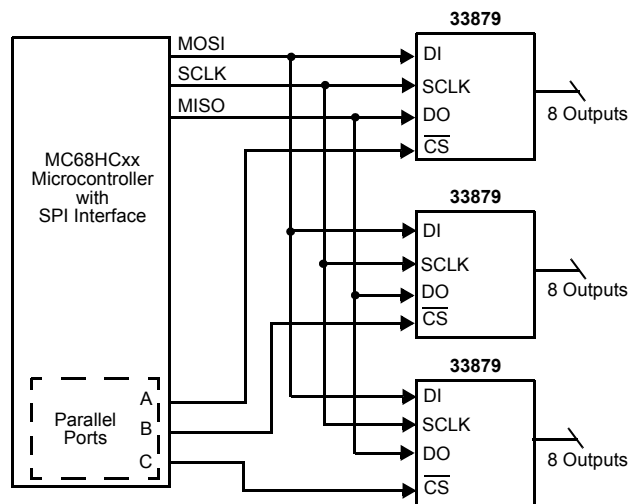 33879
MOSI
DI
SCLK
SCLK
MISO
DO
8 Outputs
CS
MC68HCxx
Microcontroller
with
SPI Interface
33879
DI
SCLK
DO
8 Outputs
CS
33879
A
DI
Parallel
Ports
B
SCLK
C
DO
8 Outputs
CS